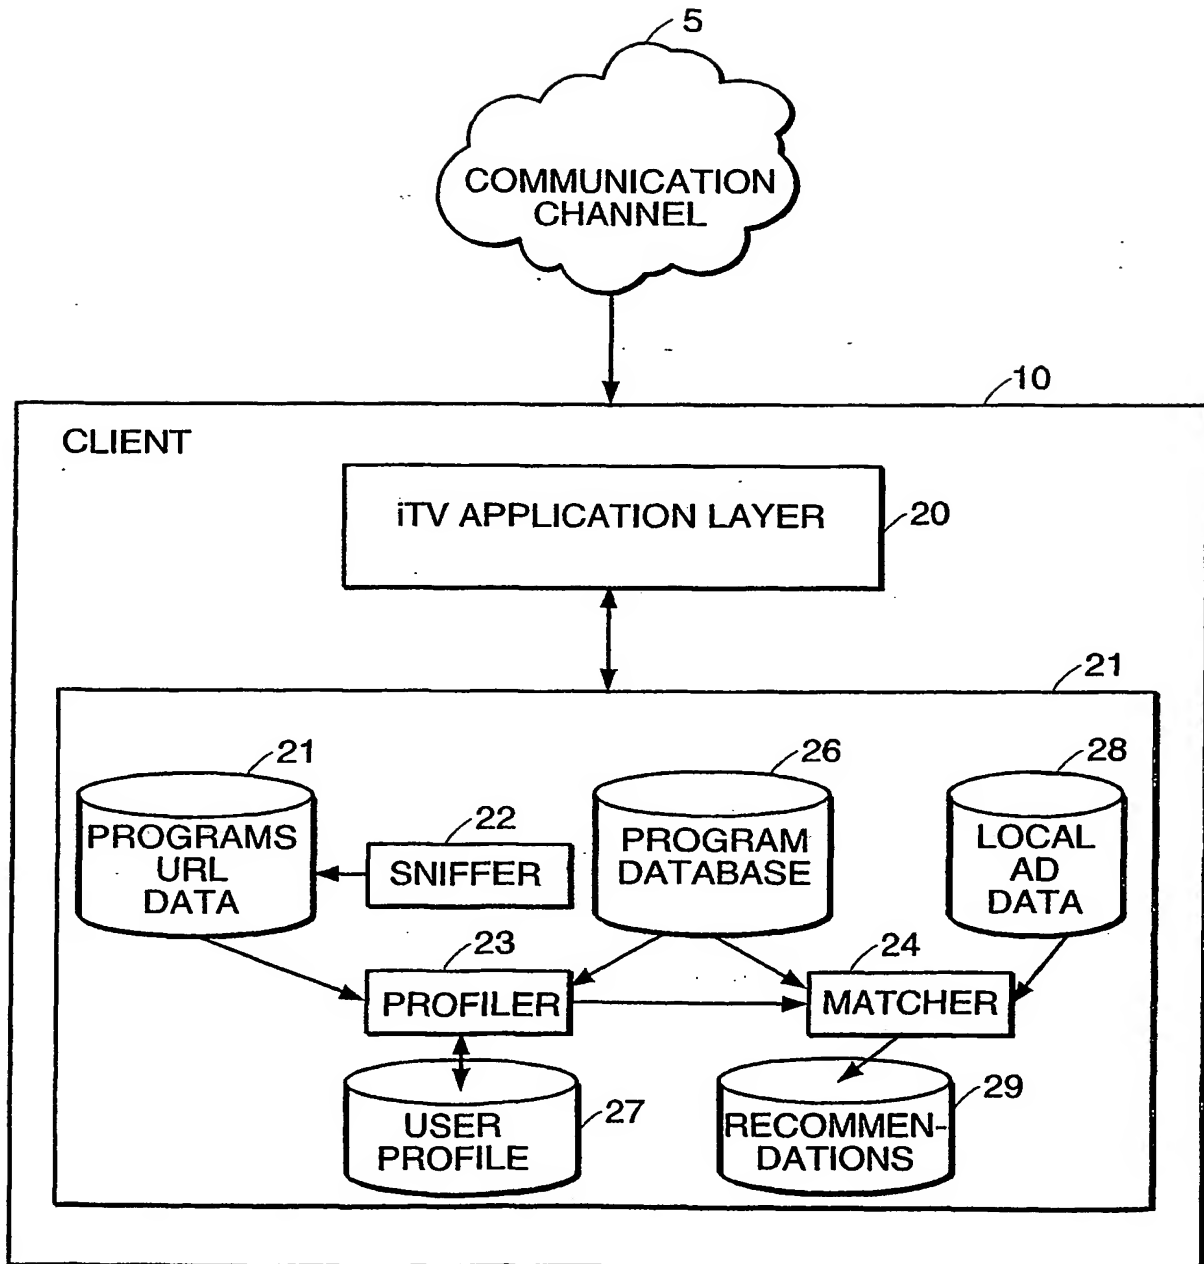 5
COMMUNICATION
CHANNEL
10
CLIENT
iTV APPLICATION LAYER
20
21
21
PROGRAMS
URL
DATA
22
SNIFFER
26
PROGRAM
DATABASE
28
LOCAL
AD
DATA
23
PROFILER
24
MATCHER
USER
PROFILE
27
RECOMMEN-
DATIONS
29